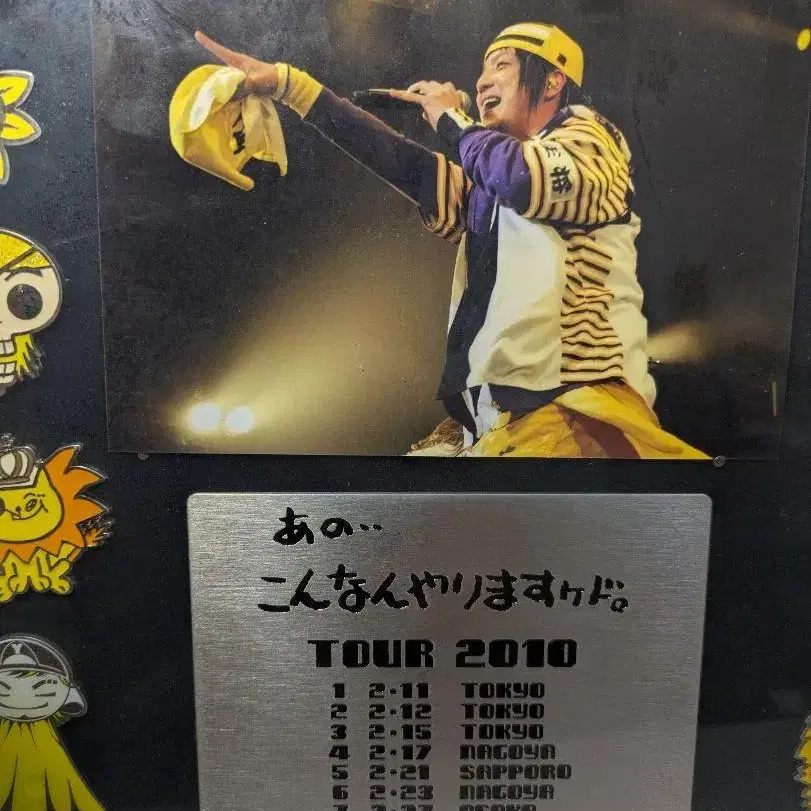 あの‥
こんなんやりますケド。
TOUR 2010
1 2・11 TOKYO
2 2・12 TOKYO
3 2・15 TOKYO
4 2・17 NAGOYA
5 2・21 SAPPORO
6 2・23 NAGOYA